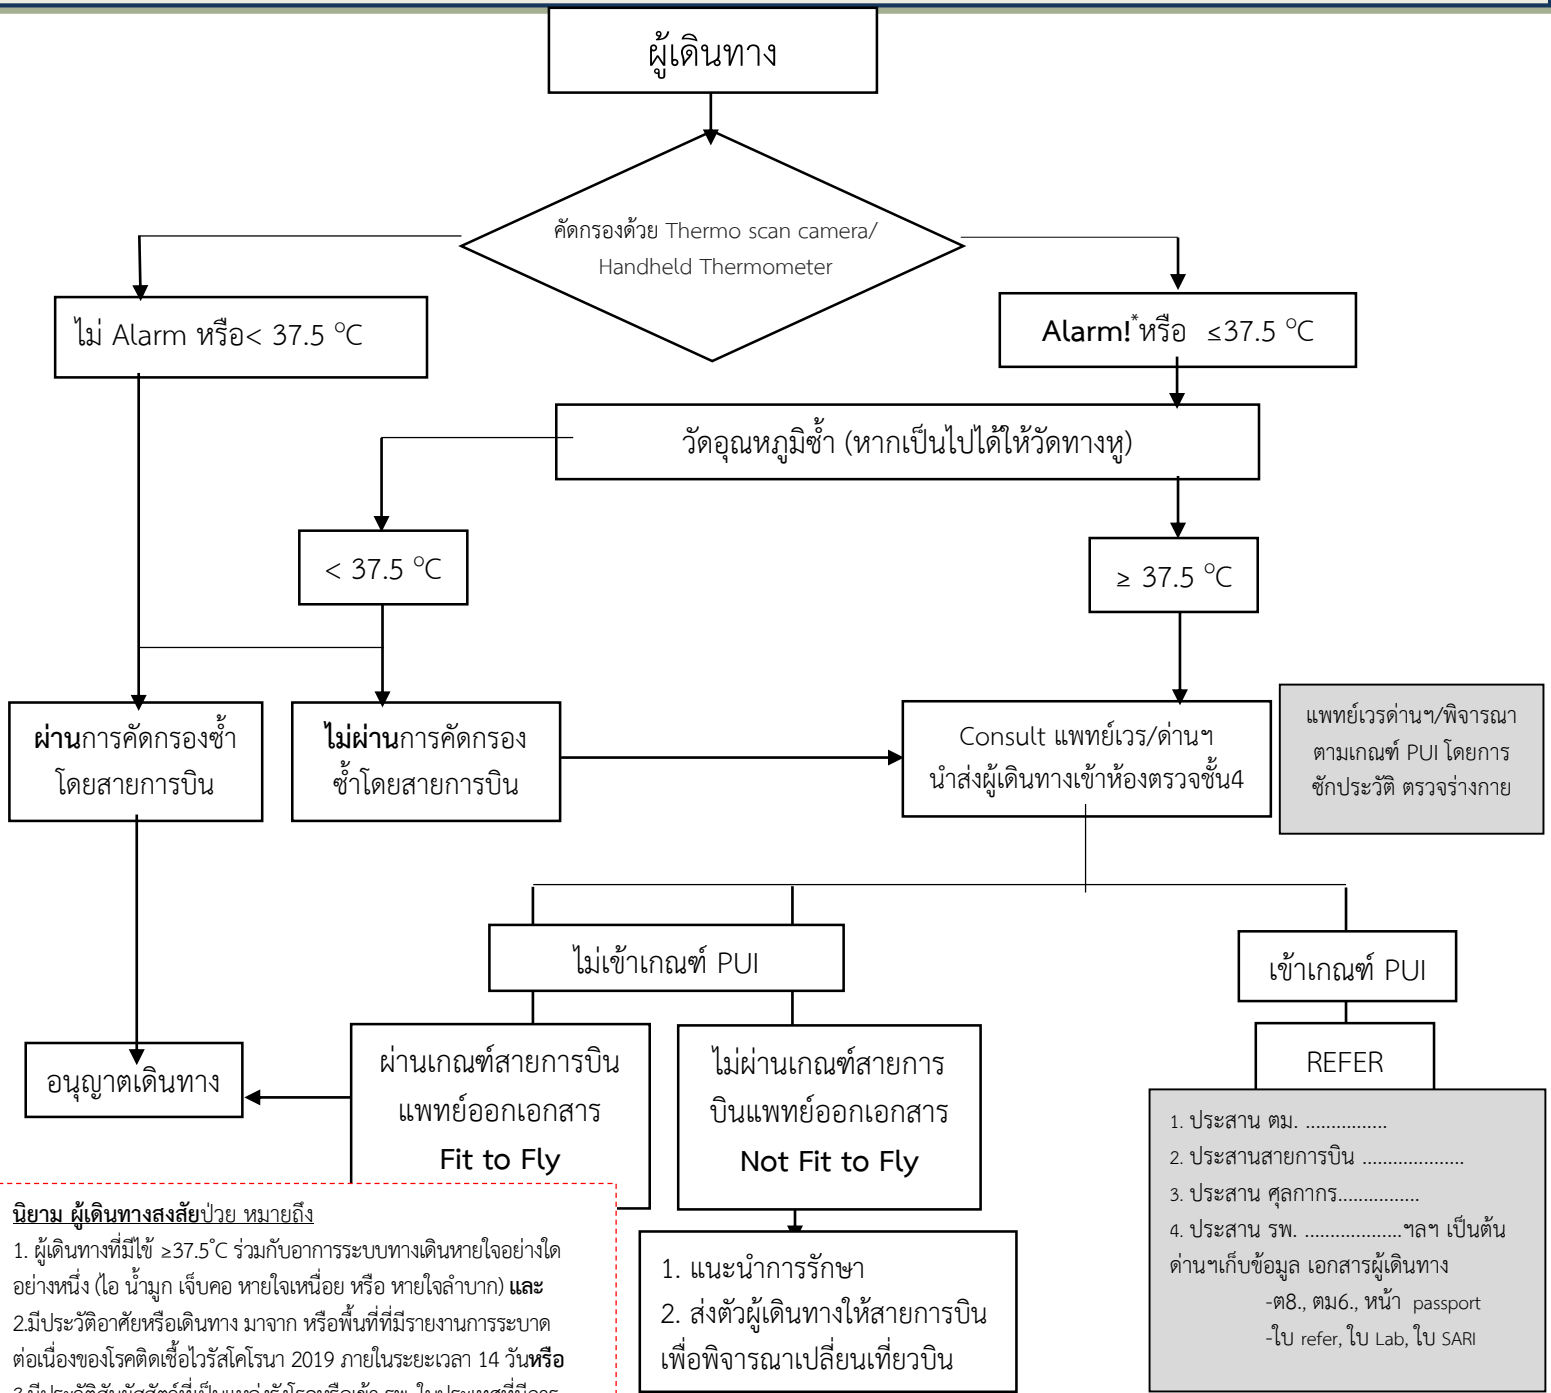 ผู้เดินทาง
คัดกรองด้วย Thermo scan camera/
Handheld Thermometer
ไม่ Alarm หรือ< 37.5 °C
Alarm!* หรือ ≤37.5 °C
วัดอุณหภูมิซ้ำ (หากเป็นไปได้ให้วัดทางหู)
< 37.5 °C
≥ 37.5 °C
ผ่านการคัดกรองซ้ำ
โดยสายการบิน
ไม่ผ่านการคัดกรอง
ซ้ำโดยสายการบิน
Consult แพทย์เวร/ด่านฯ
นำส่งผู้เดินทางเข้าห้องตรวจชั้น4
แพทย์เวรด่านฯ/พิจารณา
ตามเกณฑ์ PUI โดยการ
ซักประวัติ ตรวจร่างกาย
ไม่เข้าเกณฑ์ PUI
เข้าเกณฑ์ PUI
อนุญาตเดินทาง
ผ่านเกณฑ์สายการบิน
แพทย์ออกเอกสาร
Fit to Fly
ไม่ผ่านเกณฑ์สายการ
บินแพทย์ออกเอกสาร
Not Fit to Fly
REFER
1. ประสาน ตม. ................
2. ประสานสายการบิน ....................
3. ประสาน ศุลกากร................
4. ประสาน รพ. ...................ฯลฯ เป็นต้น
ด่านฯเก็บข้อมูล เอกสารผู้เดินทาง
-ต8., ตม6., หน้า passport
-ใบ refer, ใบ Lab, ใบ SARI
1. แนะนำการรักษา
2. ส่งตัวผู้เดินทางให้สายการบิน
เพื่อพิจารณาเปลี่ยนเที่ยวบิน
นิยาม ผู้เดินทางสงสัยป่วย หมายถึง
1. ผู้เดินทางที่มีไข้ ≥37.5°C ร่วมกับอาการระบบทางเดินหายใจอย่างใด
อย่างหนึ่ง (ไอ น้ำมูก เจ็บคอ หายใจเหนื่อย หรือ หายใจลำบาก) และ
2.มีประวัติอาศัยหรือเดินทาง มาจาก หรือพื้นที่ที่มีรายงานการระบาด
ต่อเนื่องของโรคติดเชื้อไวรัสโคโรนา 2019 ภายในระยะเวลา 14 วันหรือ